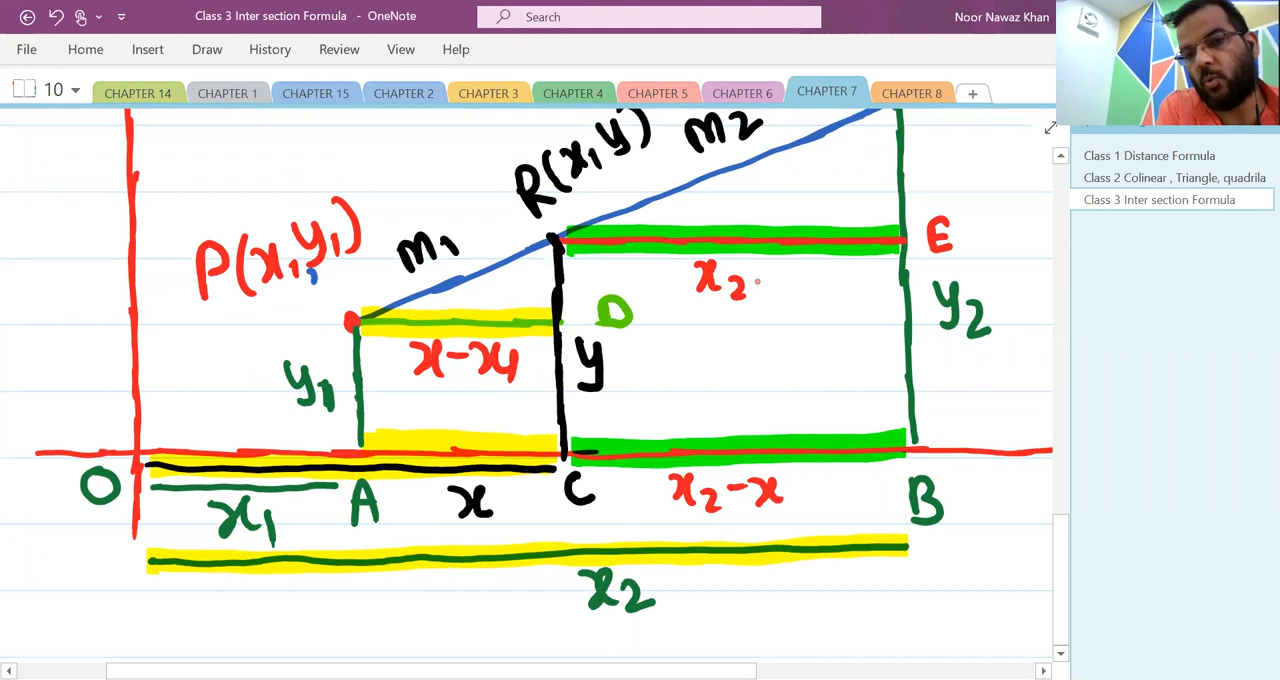 Class 3 Inter section Formula - OneNote
Search
Noor Nawaz Khan
File Home Insert Draw History Review View Help
10 CHAPTER 14 CHAPTER 1 CHAPTER 15 CHAPTER 2 CHAPTER 3 CHAPTER 4 CHAPTER 5 CHAPTER 6 CHAPTER 7 CHAPTER 8
Class 1 Distance Formula
Class 2 Colinear , Triangle, quadrila
Class 3 Inter section Formula
R(x,y)
m2
P(x,y₁)
m₁
E
x₂
y₂
D
x-x₁
y
y₁
O
x₁
A
x
C
x₂-x
B
x₂